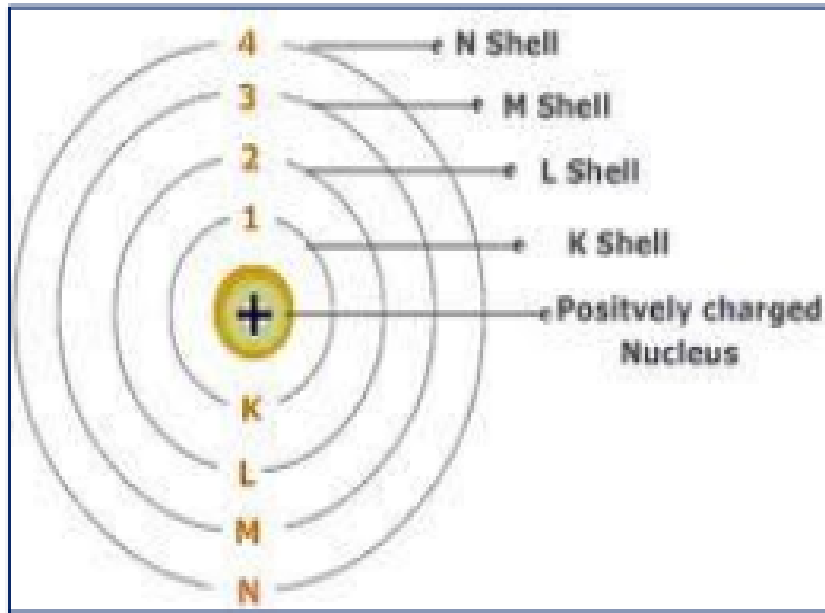 4
N Shell
3
M Shell
2
L Shell
1
K Shell
+
Positvely charged
Nucleus
K
L
M
N